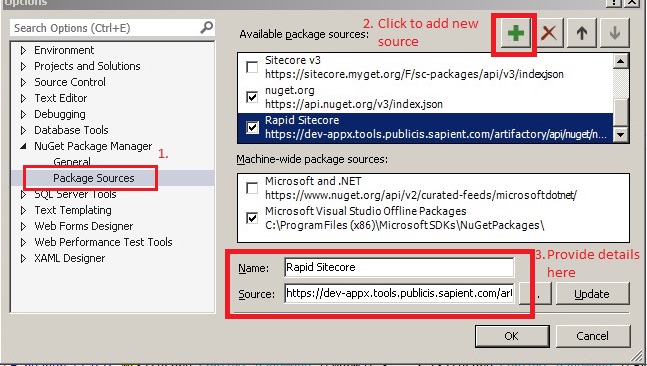 Options
Search Options (Ctrl+E)
Environment
Projects and Solutions
Source Control
Text Editor
Debugging
Database Tools
NuGet Package Manager
1.
General
Package Sources
SQL Server Tools
Text Templating
Web Forms Designer
Web Performance Test Tools
XAML Designer
2. Click to add new
source
Available package sources:
Sitecore v3
https://sitecore.myget.org/F/sc-packages/api/v3/index.json
nuget.org
https://api.nuget.org/v3/index.json
Rapid Sitecore
https://dev-appx.tools.publicis.sapient.com/artifactory/api/nuget/n...
Machine-wide package sources:
Microsoft and .NET
https://www.nuget.org/api/v2/curated-feeds/microsoftdotnet/
Microsoft Visual Studio Offline Packages
C:\ProgramFiles (x86)\MicrosoftSDKs\NuGetPackages\
3. Provide details
here
Name: Rapid Sitecore
Source: https://dev-appx.tools.publicis.sapient.com/art
Update
OK
Cancel